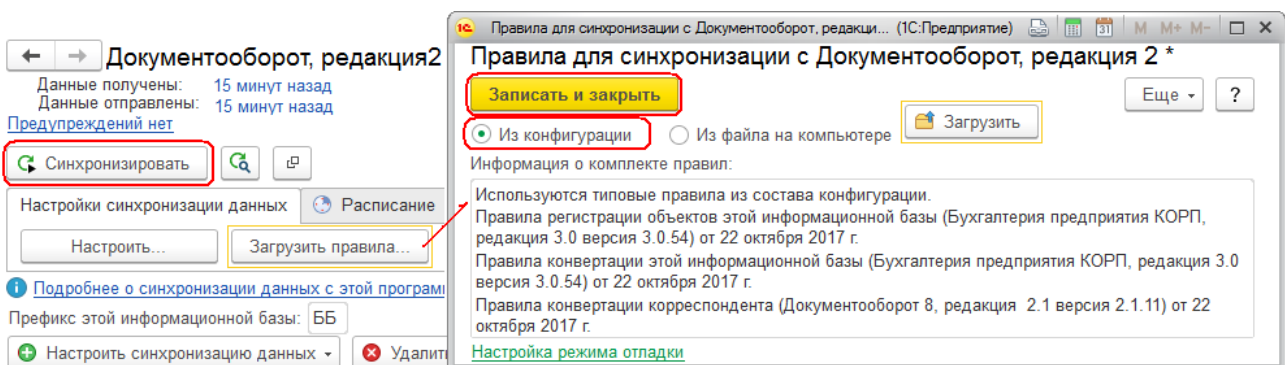 Документооборот, редакция2
Данные получены: 15 минут назад
Данные отправлены: 15 минут назад
Предупреждений нет
Синхронизировать
Настройки синхронизации данных
Расписание
Настроить...
Загрузить правила...
Подробнее о синхронизации данных с этой програм
Префикс этой информационной базы: ББ
Настроить синхронизацию данных
Удалит
1С Правила для синхронизации с Документооборот, редакци... (1С:Предприятие) 31 M M+ M-
Правила для синхронизации с Документооборот, редакция 2 *
Записать и закрыть
Еще
?
Из конфигурации
Из файла на компьютере
Загрузить
Информация о комплекте правил:
Используются типовые правила из состава конфигурации.
Правила регистрации объектов этой информационной базы (Бухгалтерия предприятия КОРП,
редакция 3.0 версия 3.0.54) от 22 октября 2017 г.
Правила конвертации этой информационной базы (Бухгалтерия предприятия КОРП, редакция 3.0
версия 3.0.54) от 22 октября 2017 г.
Правила конвертации корреспондента (Документооборот 8, редакция 2.1 версия 2.1.11) от 22
октября 2017 г.
Настройка режима отладки